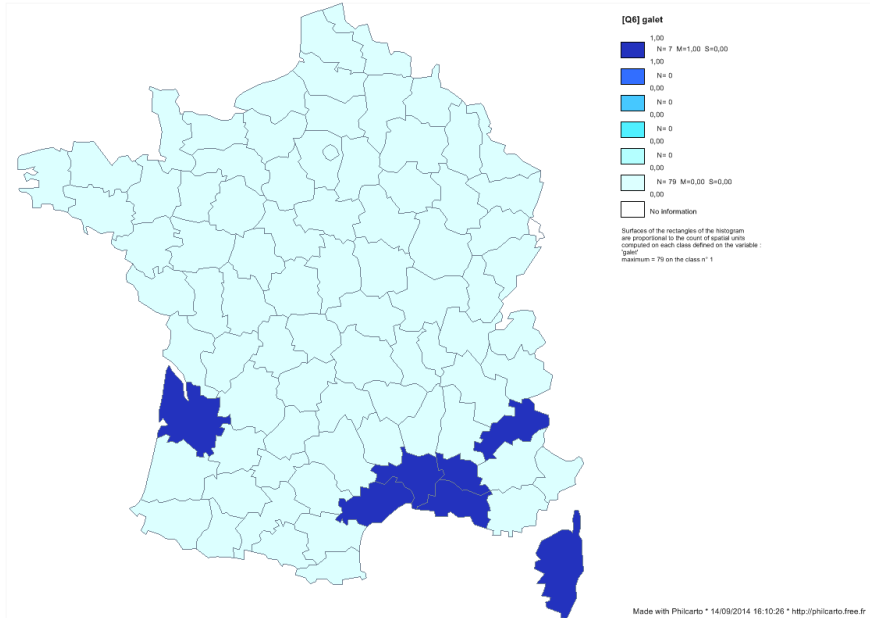 [Q6] galet
1,00
N= 7 M=1,00 S=0,00
1,00
N= 0
0,00
N= 0
0,00
N= 0
0,00
N= 0
0,00
N= 79 M=0,00 S=0,00
0,00
No Information
Surfaces of the rectangles of the histogram
are proportional to the count of spatial units
computed on each class defined on the variable :
'galet'
maximum = 79 on the class n° 1
Made with Philcarto * 14/09/2014 16:10:26 * http://philcarto.free.fr